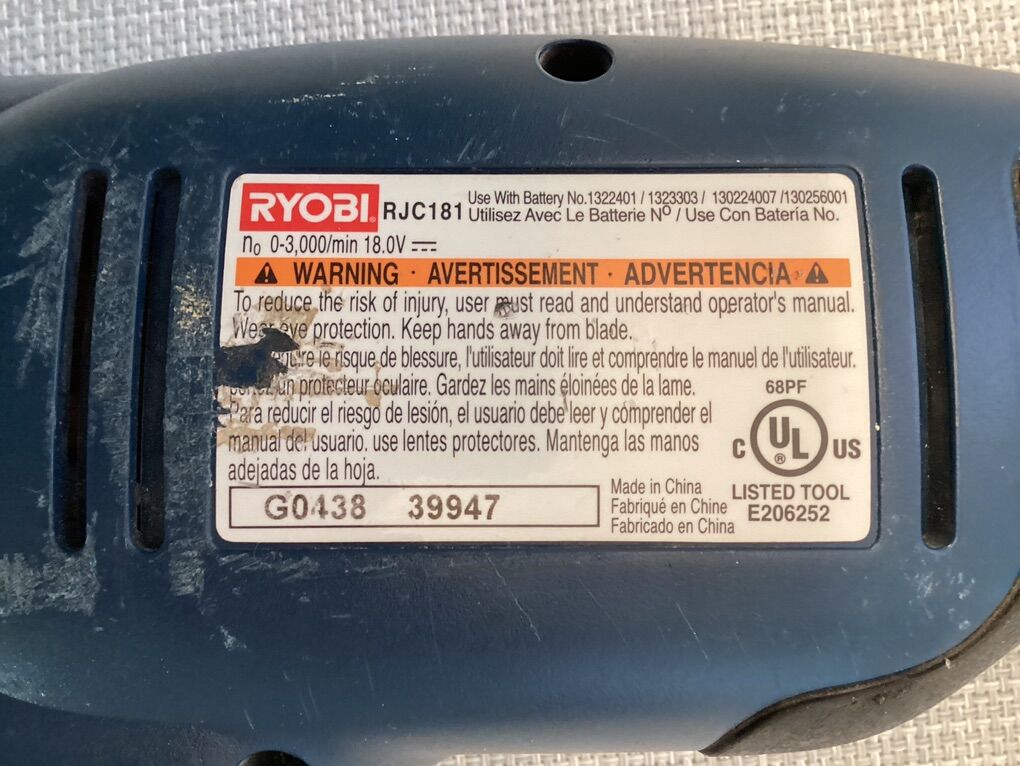 RYOBI® RJC181
Use With Battery No.1322401 / 1323303 / 130224007 /130256001
Utilisez Avec Le Batterie Nº / Use Con Batería No.
no 0-3,000/min 18.0V
WARNING · AVERTISSEMENT · ADVERTENCIA
To reduce the risk of injury, user must read and understand operator's manual.
Wear eye protection. Keep hands away from blade.
le risque de blessure, l'utilisateur doit lire et comprendre le manuel de l'utilisateur.
un protecteur oculaire. Gardez les mains éloinées de la lame.
Para reducir el riesgo de lesión, el usuario debe leer y comprender el
manual del usuario. use lentes protectores. Mantenga las manos
adejadas de la hoja.
68PF
C UL® US
LISTED TOOL
E206252
G0438 39947
Made in China
Fabriqué en Chine
Fabricado en China